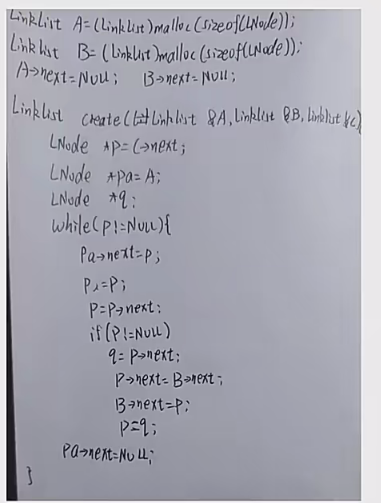 Linklist A=(Linklist)malloc(sizeof(LNode));
Linklist B=(Linklist)malloc(sizeof(LNode));
A->next=NULL; B->next=NULL;
Linklist create(Linklist &A,Linklist &B,Linklist &C)
LNode *p=C->next;
LNode *pa=A;
LNode *q;
while(p!=NULL){
pa->next=p;
p=p->next;
if(p!=NULL)
q=p->next;
p->next=B->next;
B->next=p;
p=q;
pa->next=NULL;
}